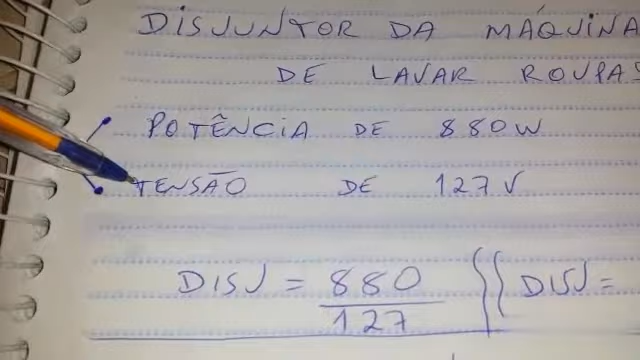 DISJUNTOR DA MÁQUINA
DE LAVAR ROUPAS
POTÊNCIA DE 880W
TENSÃO DE 127V
DISJ = 880
127
DISJ =